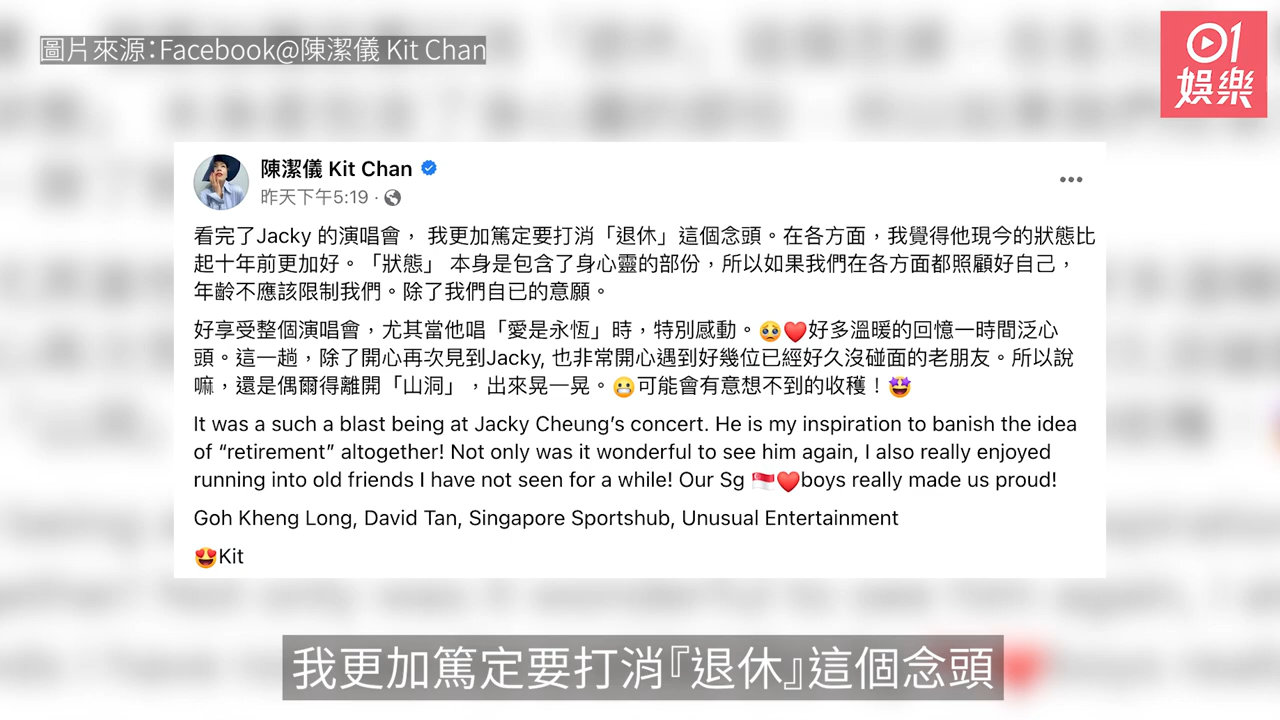 圖片來源：Facebook@陳潔儀 Kit Chan
01
娛樂
陳潔儀 Kit Chan
昨天下午5:19 ·
看完了Jacky 的演唱會， 我更加篤定要打消「退休」這個念頭。在各方面，我覺得他現今的狀態比
起十年前更加好。「狀態」 本身是包含了身心靈的部份，所以如果我們在各方面都照顧好自己，
年齡不應該限制我們。除了我們自已的意願。
好享受整個演唱會，尤其當他唱「愛是永恆」時，特別感動。🥹❤️好多溫暖的回憶一時間泛心
頭。這一趟，除了開心再次見到Jacky, 也非常開心遇到好幾位已經好久沒碰面的老朋友。所以說
嘛，還是偶爾得離開「山洞」，出來晃一晃。😬可能會有意想不到的收穫！🤩
It was a such a blast being at Jacky Cheung’s concert. He is my inspiration to banish the idea
of “retirement” altogether! Not only was it wonderful to see him again, I also really enjoyed
running into old friends I have not seen for a while! Our Sg 🇸🇬❤️boys really made us proud!
Goh Kheng Long, David Tan, Singapore Sportshub, Unusual Entertainment
😍Kit
我更加篤定要打消『退休』這個念頭